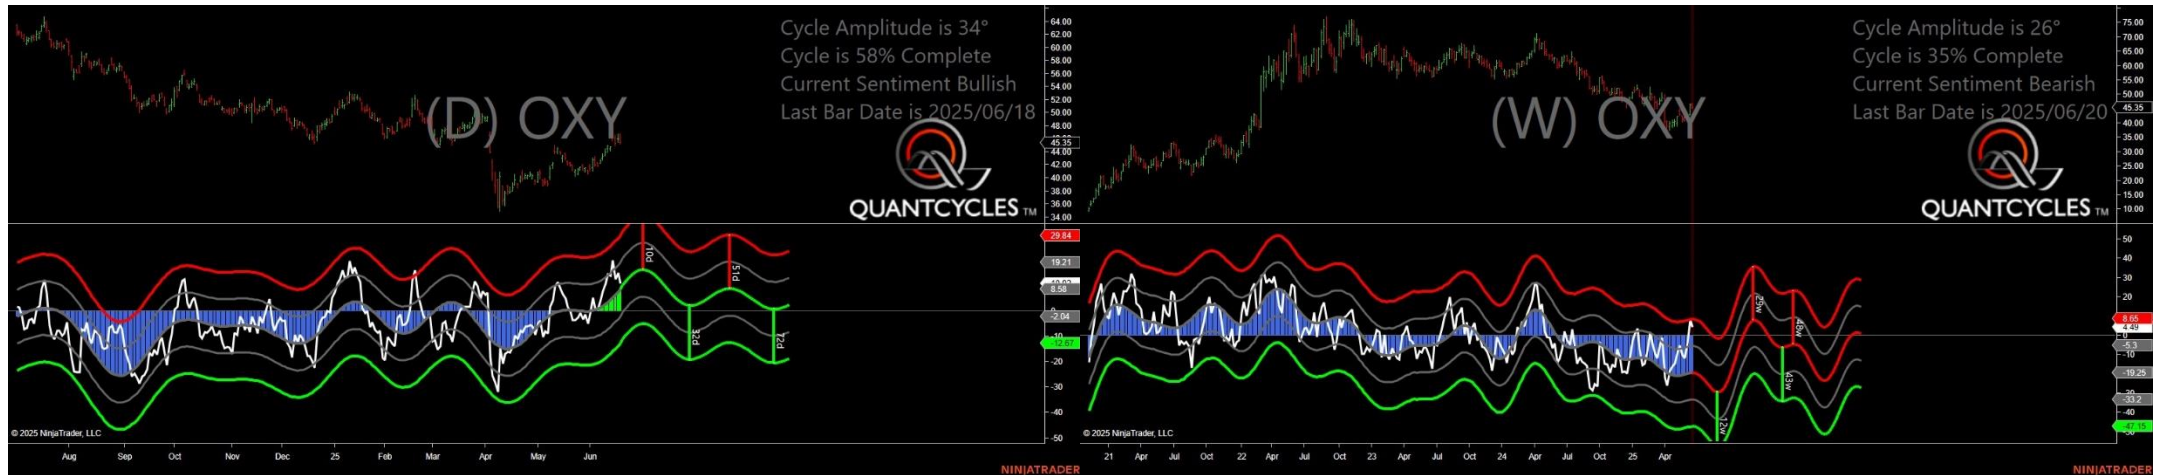 Cycle Amplitude is 34°
Cycle is 58% Complete
Current Sentiment Bullish
Last Bar Date is 2025/06/18
(D) OXY
QUANTCYCLES TM
64.00
62.00
60.00
58.00
56.00
54.00
52.00
50.00
48.00
45.35
44.00
42.00
40.00
38.00
36.00
34.00
10d
51d
32d
72d
29.84
19.21
8.58
-2.04
-10
-12.67
-20
-30
-40
-50
© 2025 NinjaTrader, LLC
Aug Sep Oct Nov Dec 25 Feb Mar Apr May Jun
NINJATRADER
Cycle Amplitude is 26°
Cycle is 35% Complete
Current Sentiment Bearish
Last Bar Date is 2025/06/20
(W) OXY
QUANTCYCLES TM
75.00
70.00
65.00
60.00
55.00
50.00
45.35
40.00
35.00
30.00
25.00
20.00
15.00
10.00
29w
48w
43w
12w
50
40
30
20
8.65
4.49
0
-5.3
-10
-19.25
-33.2
-40
-47.15
© 2025 NinjaTrader, LLC
21 Apr Jul Oct 22 Apr Jul Oct 23 Apr Jul Oct 24 Apr Jul Oct 25 Apr
NINJATRADER